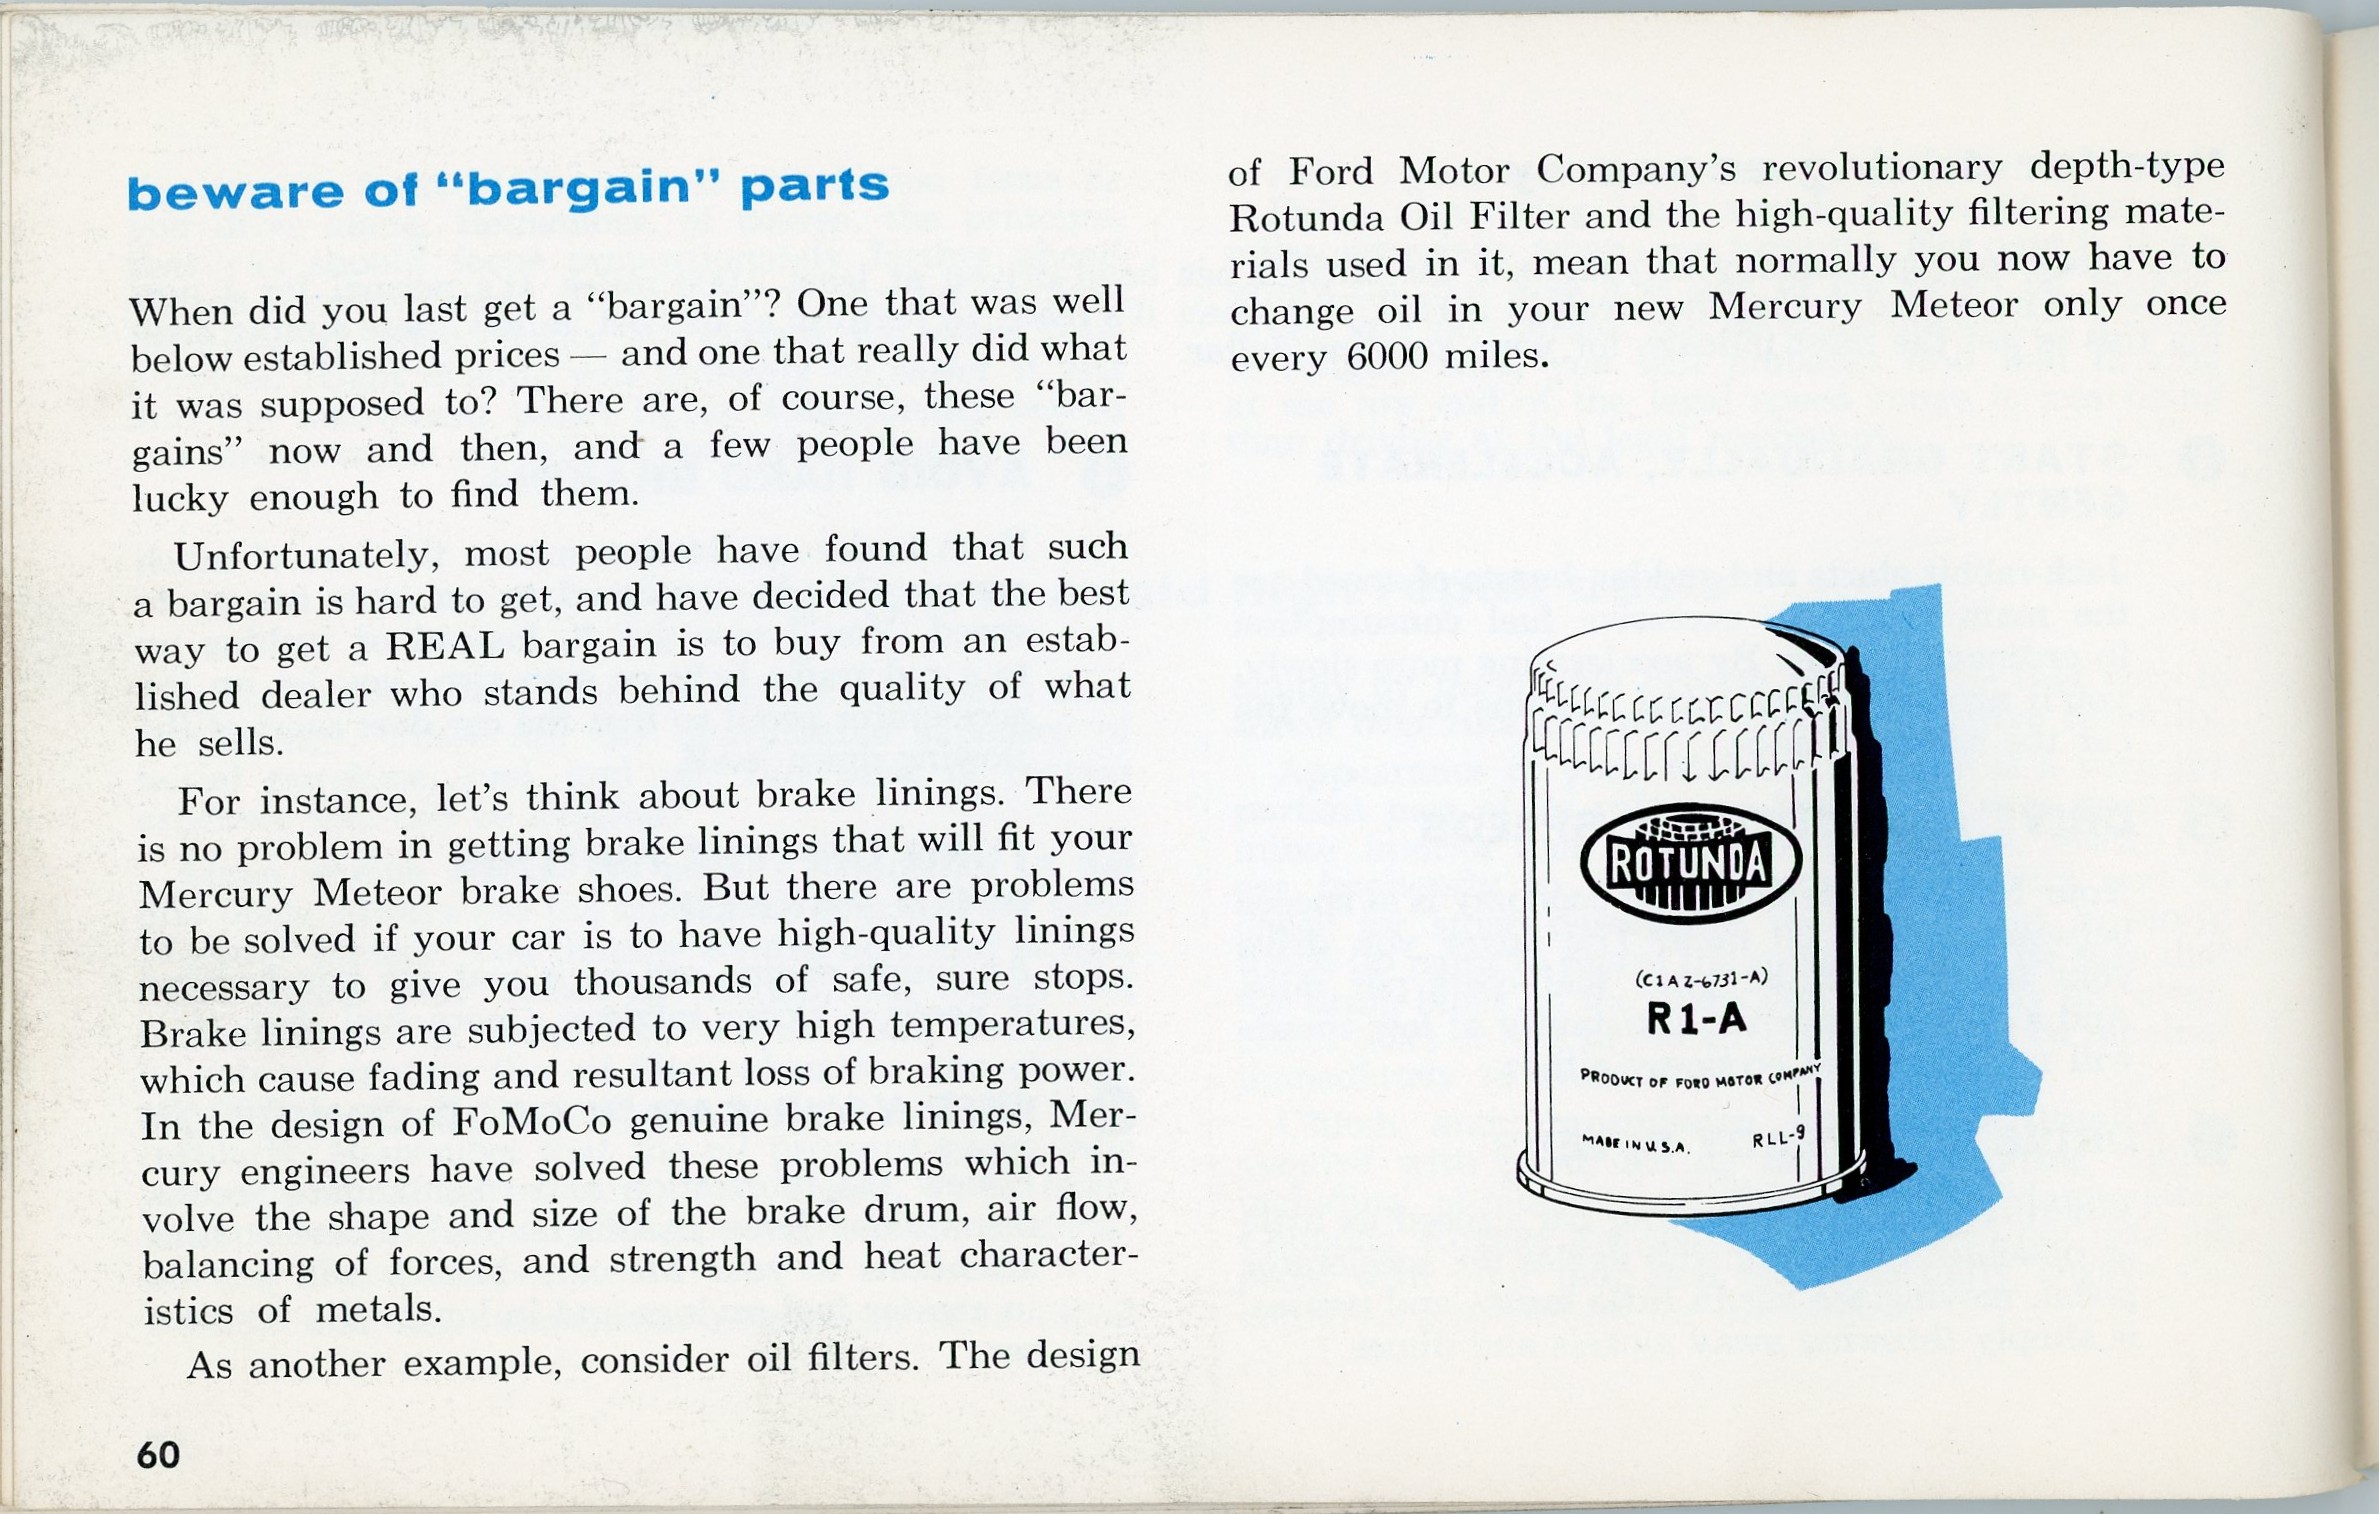 beware of “bargain” parts
When did you last get a “bargain”? One that was well
below established prices — and one that really did what
it was supposed to? There are, of course, these “bar-
gains” now and then, and a few people have been
lucky enough to find them.
Unfortunately, most people have found that such
a bargain is hard to get, and have decided that the best
way to get a REAL bargain is to buy from an estab-
lished dealer who stands behind the quality of what
he sells.
For instance, let’s think about brake linings. There
is no problem in getting brake linings that will fit your
Mercury Meteor brake shoes. But there are problems
to be solved if your car is to have high-quality linings
necessary to give you thousands of safe, sure stops.
Brake linings are subjected to very high temperatures,
which cause fading and resultant loss of braking power.
In the design of FoMoCo genuine brake linings, Mer-
cury engineers have solved these problems which in-
volve the shape and size of the brake drum, air flow,
balancing of forces, and strength and heat character-
istics of metals.
As another example, consider oil filters. The design
60
of Ford Motor Company’s revolutionary depth-type
Rotunda Oil Filter and the high-quality filtering mate-
rials used in it, mean that normally you now have to
change oil in your new Mercury Meteor only once
every 6000 miles.
ROTUNDA
(C1AZ-6731-A)
R1-A
PRODUCT OF FORD MOTOR COMPANY
MADE IN U.S.A. RLL-9